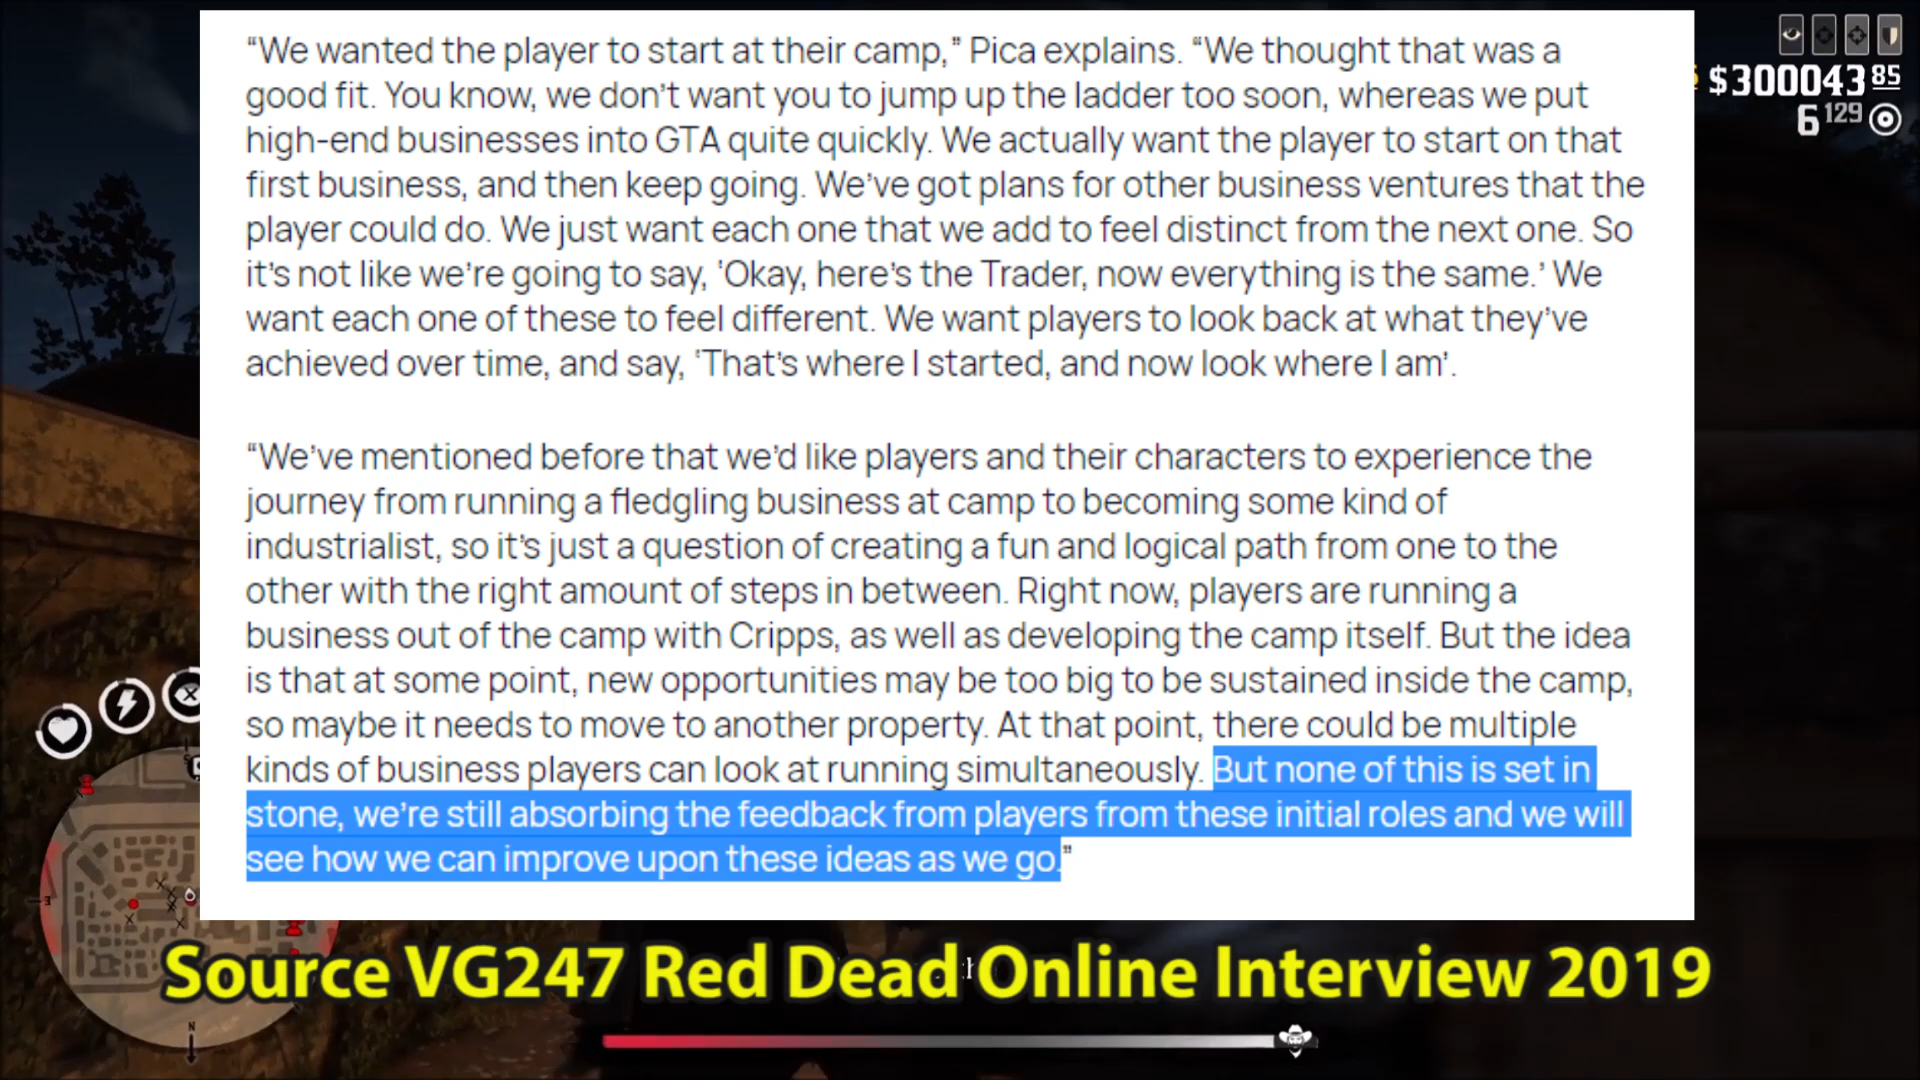 “We wanted the player to start at their camp,” Pica explains. “We thought that was a
good fit. You know, we don’t want you to jump up the ladder too soon, whereas we put
high-end businesses into GTA quite quickly. We actually want the player to start on that
first business, and then keep going. We’ve got plans for other business ventures that the
player could do. We just want each one that we add to feel distinct from the next one. So
it’s not like we’re going to say, ‘Okay, here’s the Trader, now everything is the same.’ We
want each one of these to feel different. We want players to look back at what they’ve
achieved over time, and say, ‘That’s where I started, and now look where I am’.
“We’ve mentioned before that we’d like players and their characters to experience the
journey from running a fledgling business at camp to becoming some kind of
industrialist, so it’s just a question of creating a fun and logical path from one to the
other with the right amount of steps in between. Right now, players are running a
business out of the camp with Cripps, as well as developing the camp itself. But the idea
is that at some point, new opportunities may be too big to be sustained inside the camp,
so maybe it needs to move to another property. At that point, there could be multiple
kinds of business players can look at running simultaneously. But none of this is set in
stone, we’re still absorbing the feedback from players from these initial roles and we will
see how we can improve upon these ideas as we go.”
$300043 85
6 129
N
Source VG247 Red Dead Online Interview 2019